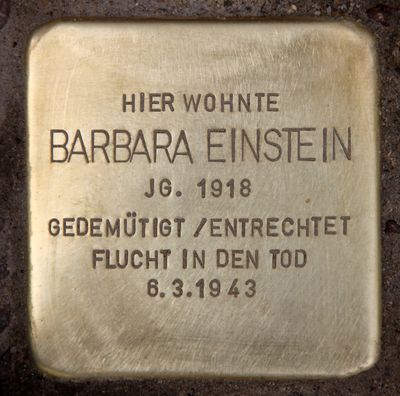 HIER WOHNTE
BARBARA EINSTEIN
JG. 1918
GEDEMÜTIGT / ENTRECHTET
FLUCHT IN DEN TOD
6.3.1943